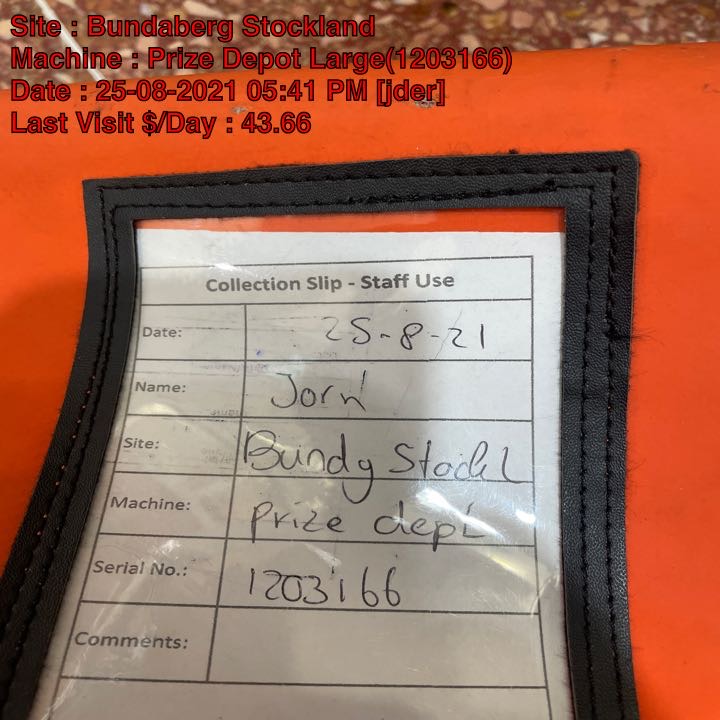 Site : Bundaberg Stockland
Machine : Prize Depot Large(1203166)
Date : 25-08-2021 05:41 PM [jder]
Last Visit $/Day : 43.66
Collection Slip - Staff Use
Date: 25-8-21
Name: Jorn
Site: Bundy Stockl
Machine: Prize dept
Serial No.: 1203166
Comments: